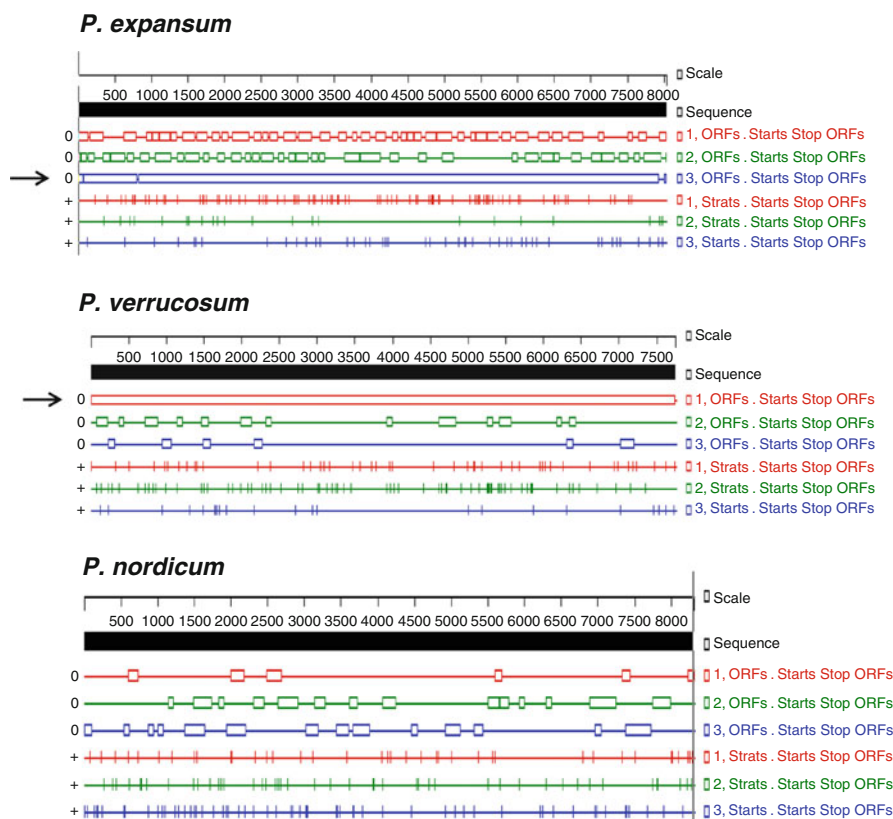 P. expansum
Scale
500 1000 1500 2000 2500 3000 3500 4000 4500 5000 5500 6000 6500 7000 7500 8000
Sequence
0 1, ORFs . Starts Stop ORFs
0 2, ORFs . Starts Stop ORFs
0 3, ORFs . Starts Stop ORFs
+ 1, Strats . Starts Stop ORFs
+ 2, Strats . Starts Stop ORFs
+ 3, Starts . Starts Stop ORFs
P. verrucosum
Scale
500 1000 1500 2000 2500 3000 3500 4000 4500 5000 5500 6000 6500 7000 7500
Sequence
0 1, ORFs . Starts Stop ORFs
0 2, ORFs . Starts Stop ORFs
0 3, ORFs . Starts Stop ORFs
+ 1, Strats . Starts Stop ORFs
+ 2, Strats . Starts Stop ORFs
+ 3, Starts . Starts Stop ORFs
P. nordicum
Scale
500 1000 1500 2000 2500 3000 3500 4000 4500 5000 5500 6000 6500 7000 7500 8000
Sequence
0 1, ORFs . Starts Stop ORFs
0 2, ORFs . Starts Stop ORFs
0 3, ORFs . Starts Stop ORFs
+ 1, Strats . Starts Stop ORFs
+ 2, Strats . Starts Stop ORFs
+ 3, Starts . Starts Stop ORFs